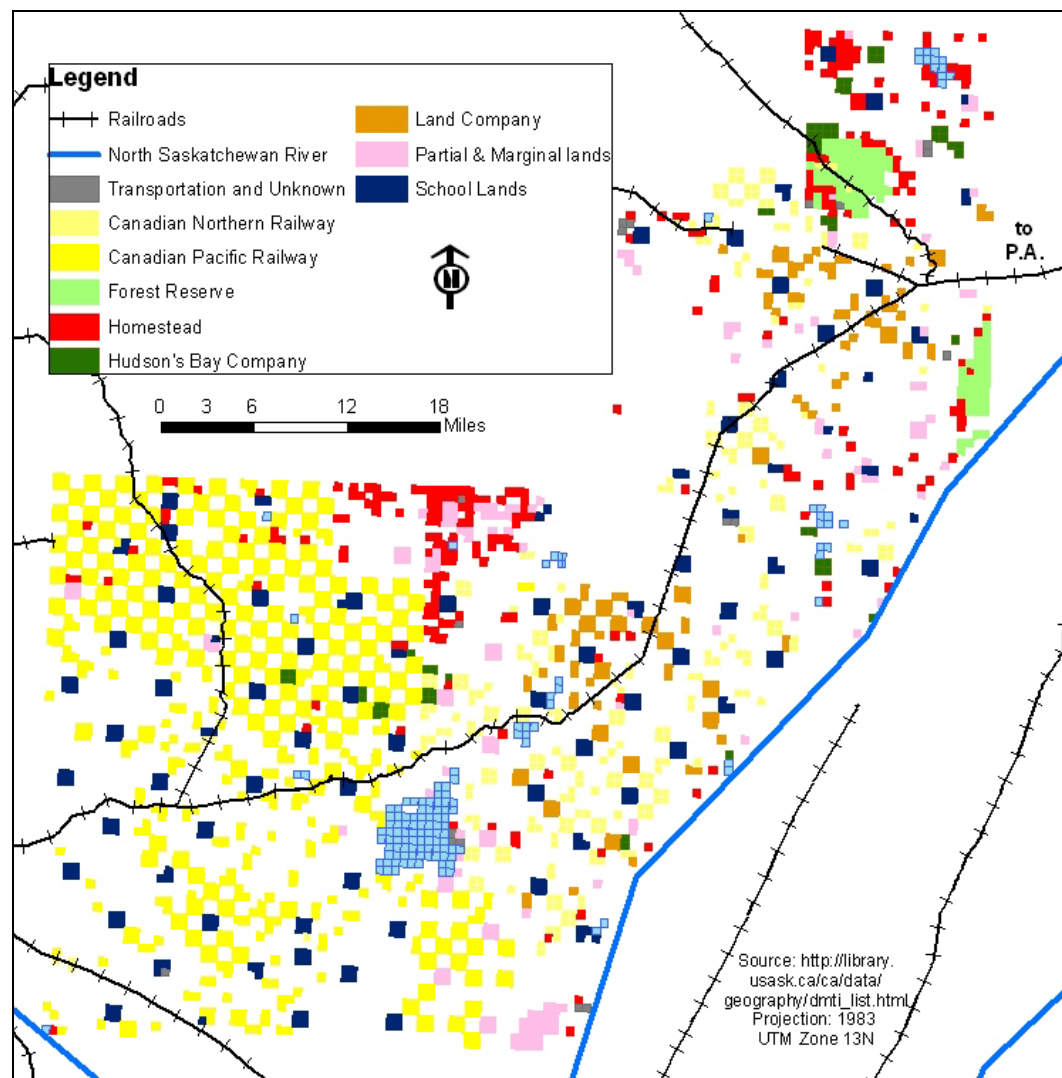 Legend
Railroads
North Saskatchewan River
Transportation and Unknown
Canadian Northern Railway
Canadian Pacific Railway
Forest Reserve
Homestead
Hudson's Bay Company
Land Company
Partial & Marginal lands
School Lands
N
0 3 6 12 18
Miles
to
P.A.
Source: http://library.
usask.ca/ca/data/
geography/dmti_list.html
Projection: 1983
UTM Zone 13N